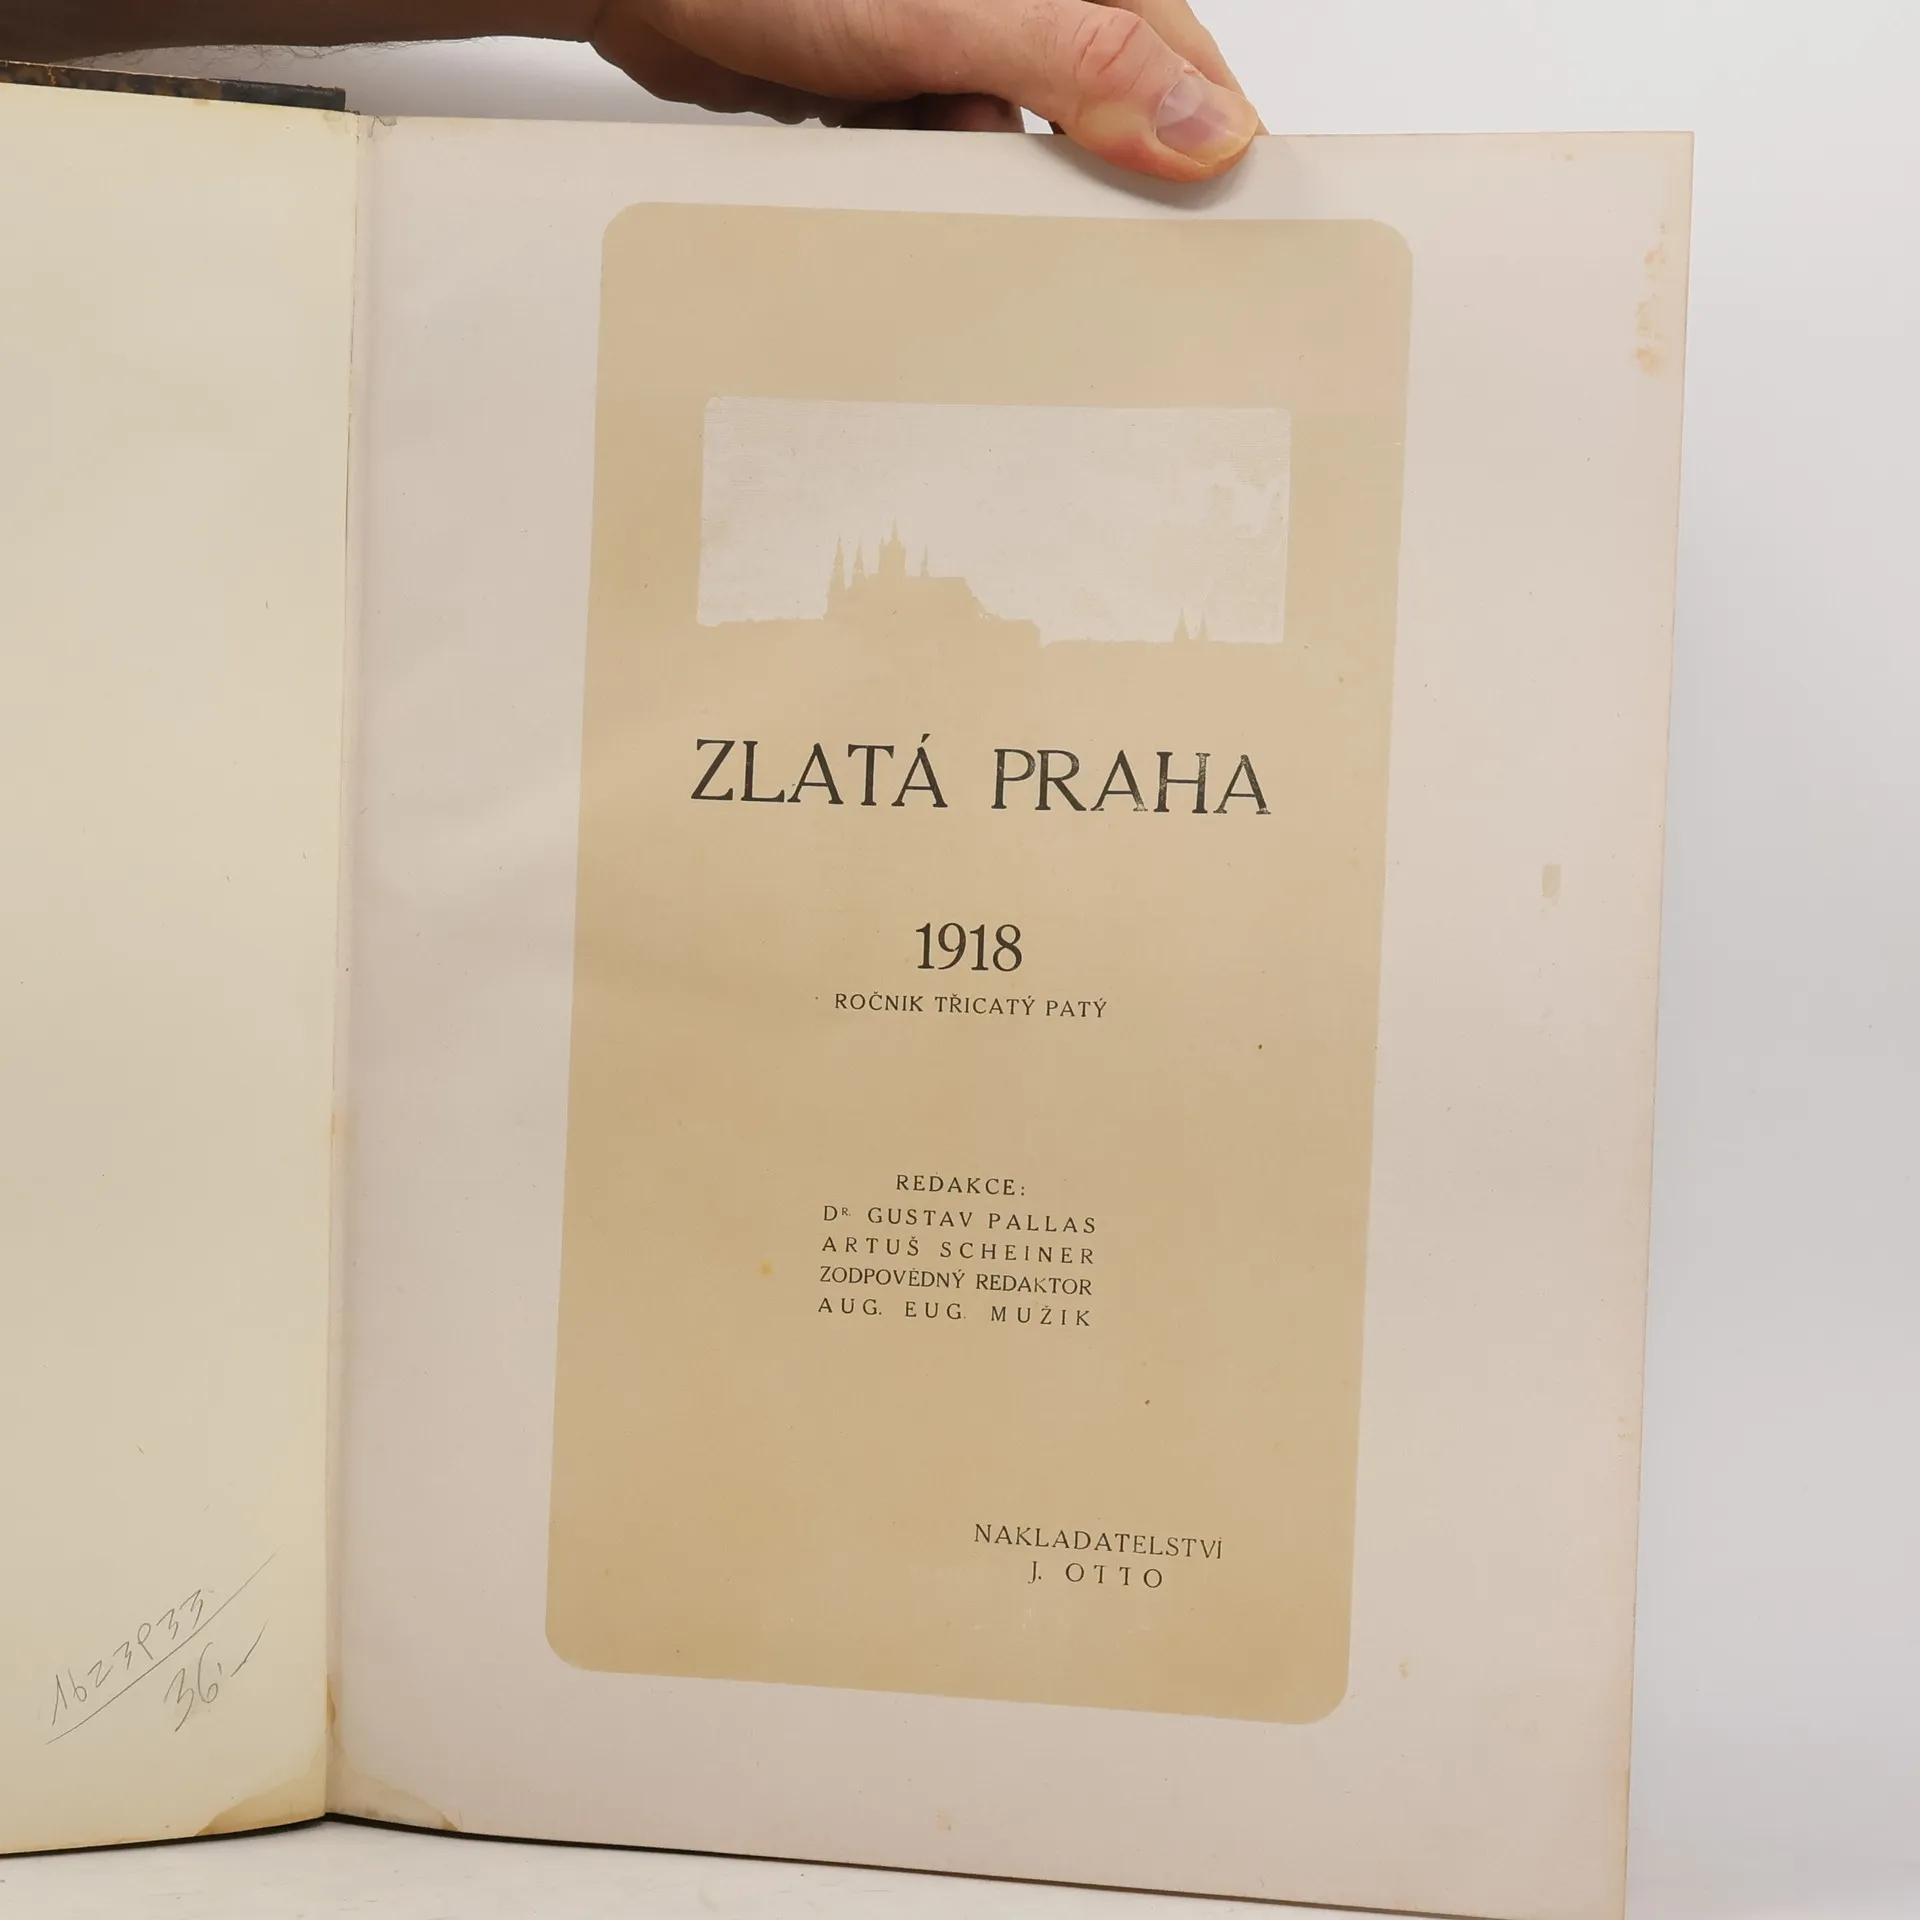 ZLATÁ PRAHA
1918
ROČNIK TŘICATÝ PATÝ
REDAKCE:
DR. GUSTAV PALLAS
ARTUŠ SCHEINER
ZODPOVĚDNÝ REDAKTOR
AUG. EUG. MUŽIK
NAKLADATELSTVÍ
J. OTTO
36,-